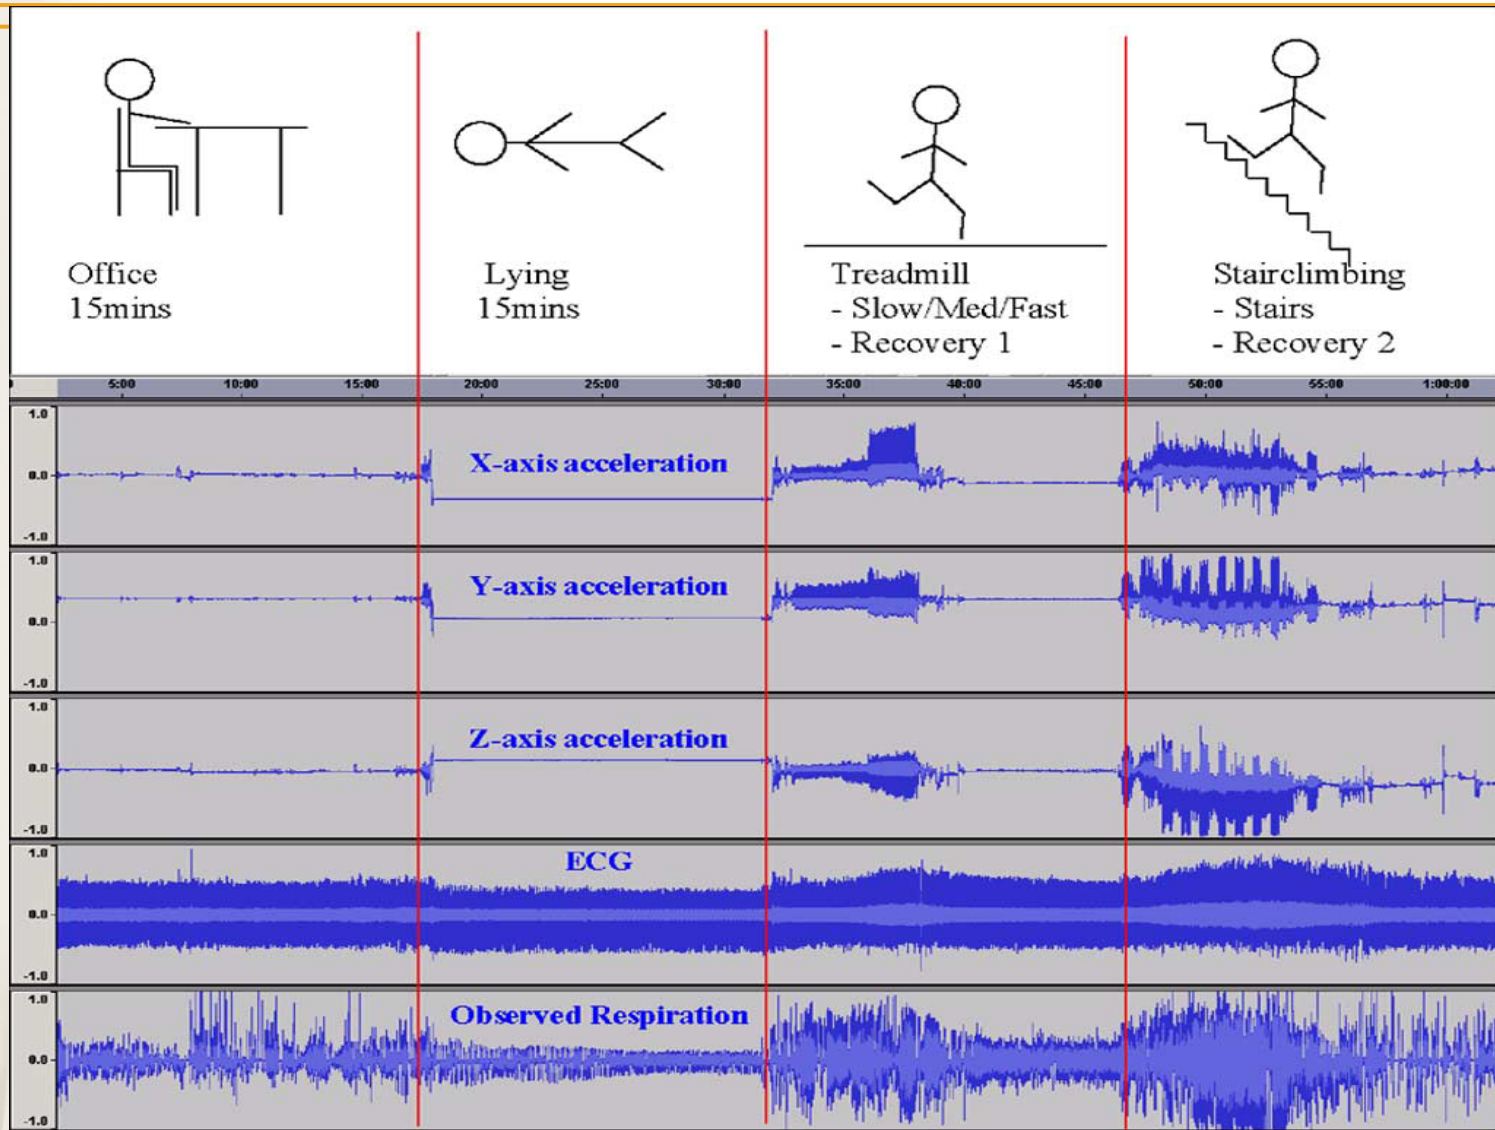 Office
15mins
Lying
15mins
Treadmill
- Slow/Med/Fast
- Recovery 1
Stairclimbing
- Stairs
- Recovery 2
5:00 10:00 15:00 20:00 25:00 30:00 35:00 40:00 45:00 50:00 55:00 1:00:00
1.0
X-axis acceleration
0.0
-1.0
1.0
Y-axis acceleration
0.0
-1.0
1.0
Z-axis acceleration
0.0
-1.0
1.0
ECG
0.0
-1.0
1.0
Observed Respiration
0.0
-1.0